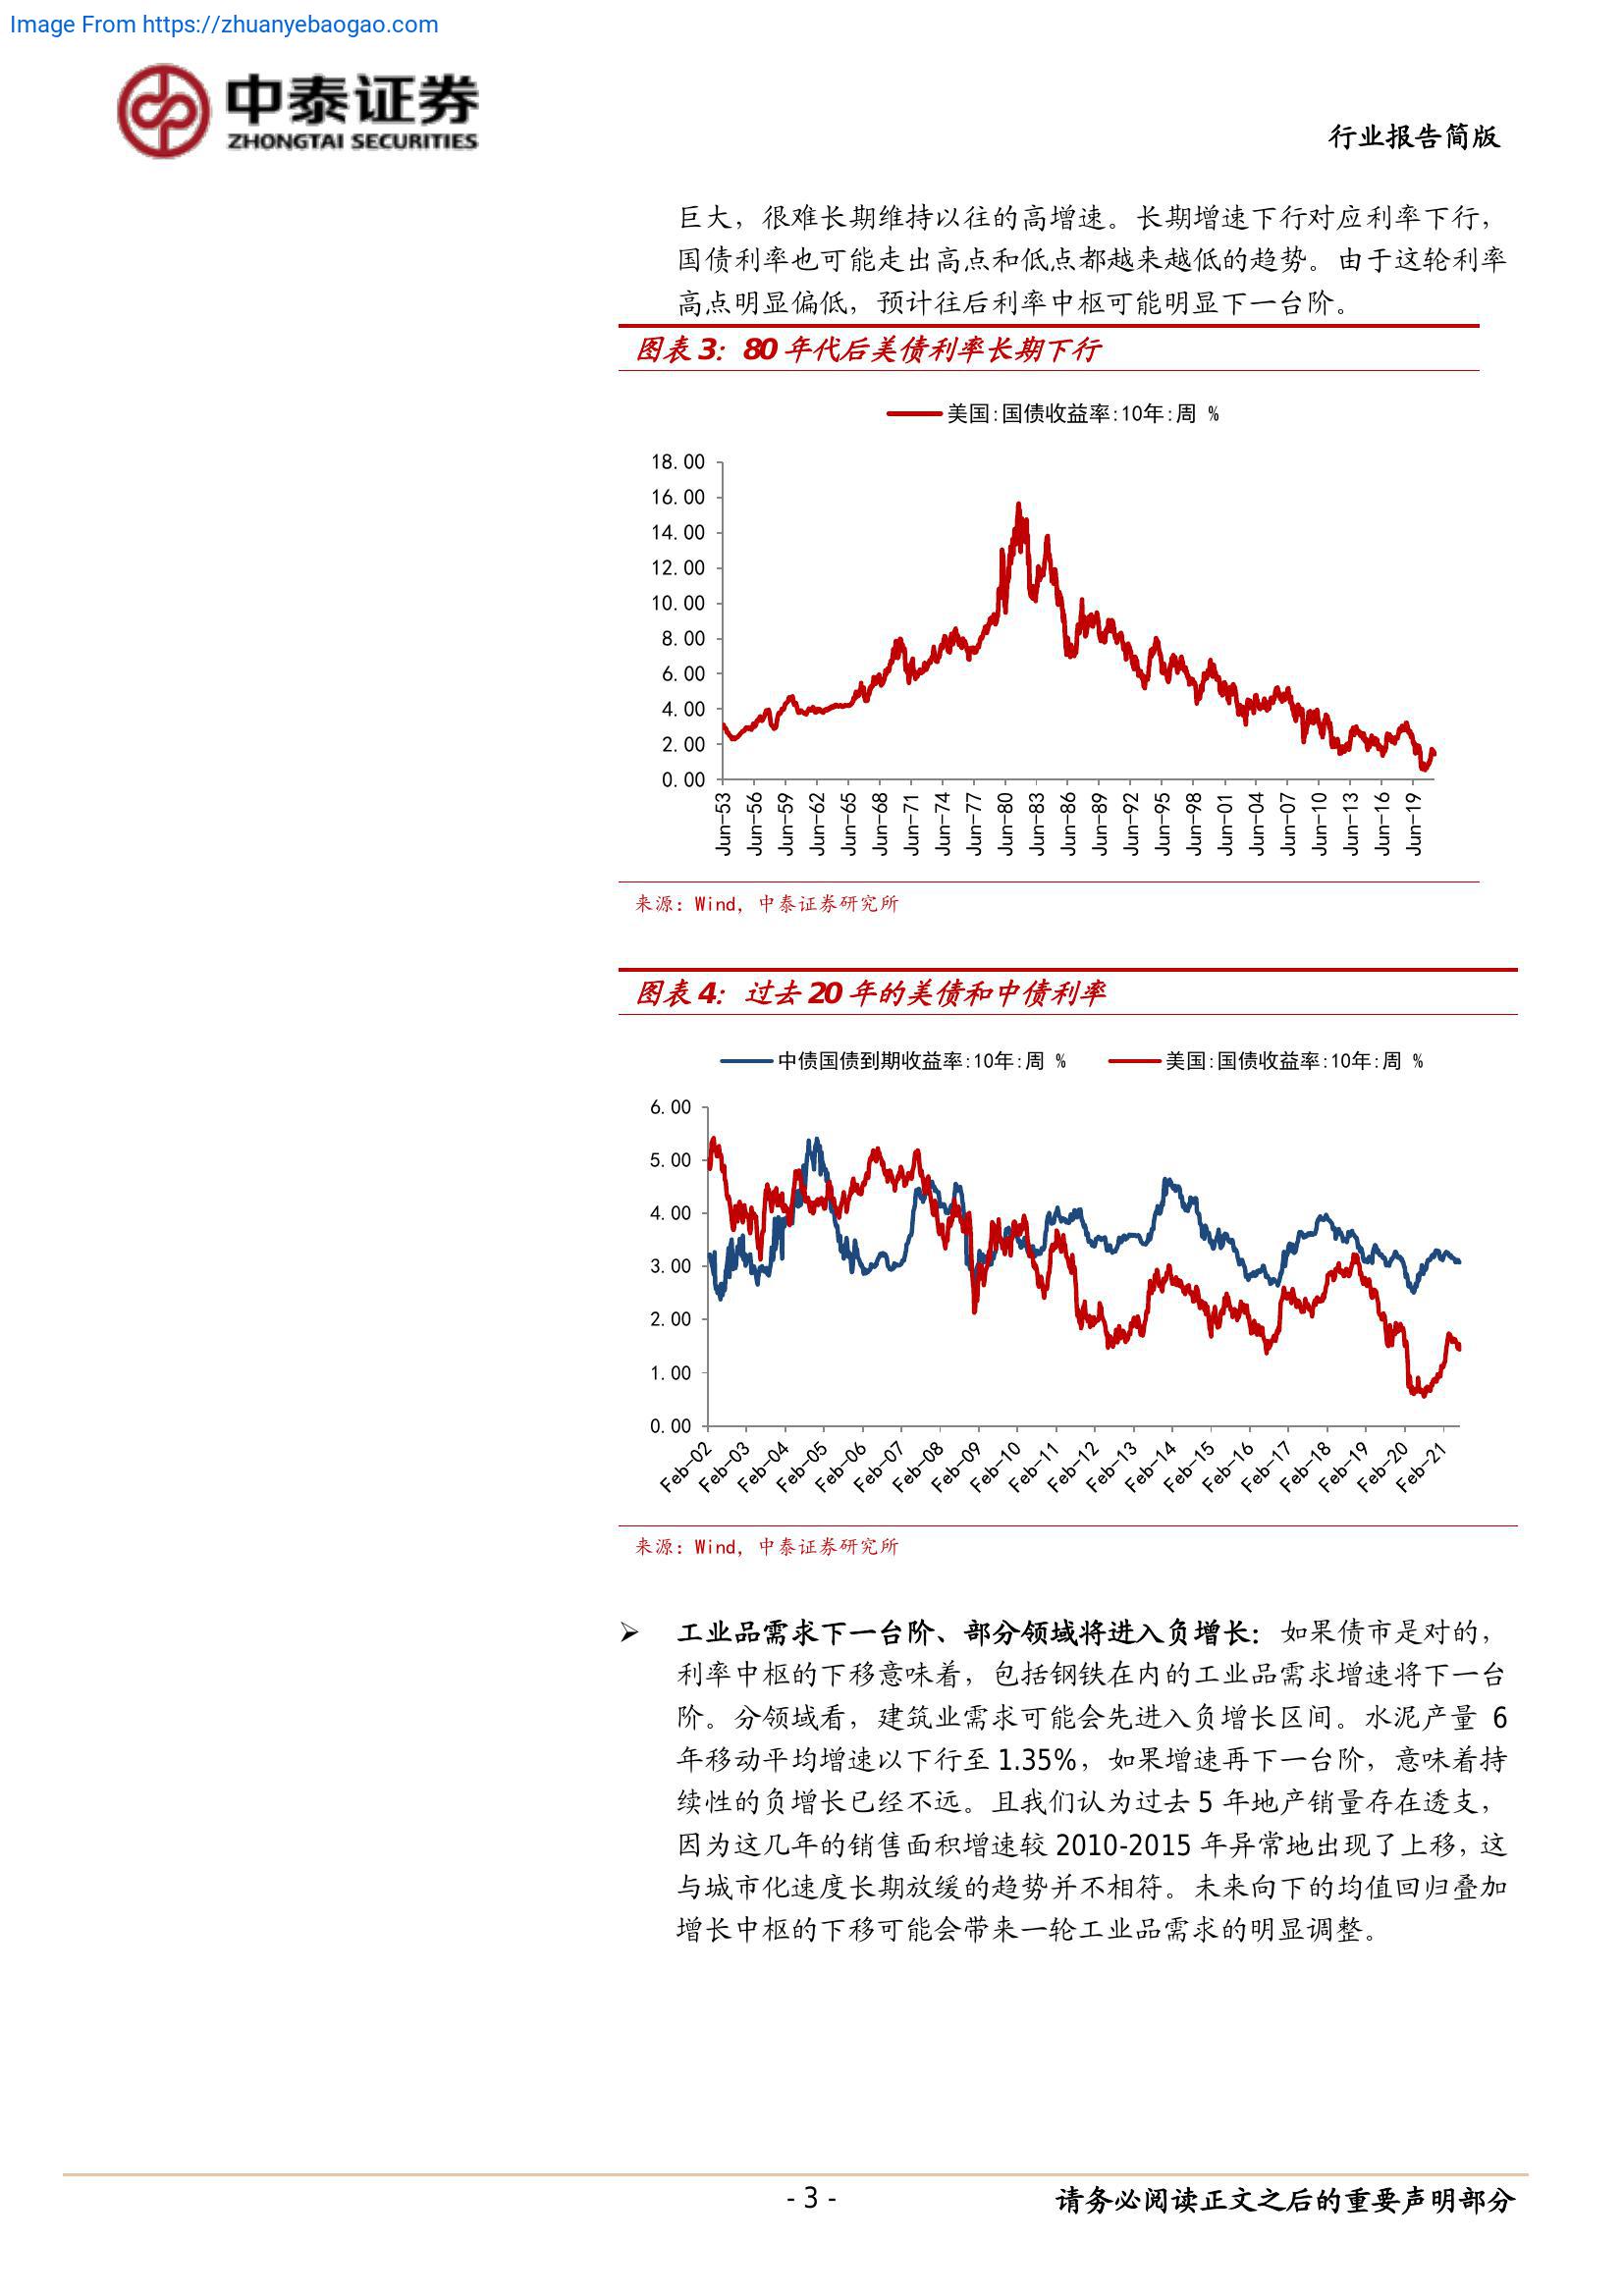 Image From https://zhuanyebaogao.com
中泰证券
ZHONGTAI SECURITIES
行业报告简版
巨大，很难长期维持以往的高增速。长期增速下行对应利率下行，
国债利率也可能走出高点和低点都越来越低的趋势。由于这轮利率
高点明显偏低，预计往后利率中枢可能明显下一台阶。
图表 3：80 年代后美债利率长期下行
美国:国债收益率:10年:周 %
18.00
16.00
14.00
12.00
10.00
8.00
6.00
4.00
2.00
0.00
Jun-53
Jun-56
Jun-59
Jun-62
Jun-65
Jun-68
Jun-71
Jun-74
Jun-77
Jun-80
Jun-83
Jun-86
Jun-89
Jun-92
Jun-95
Jun-98
Jun-01
Jun-04
Jun-07
Jun-10
Jun-13
Jun-16
Jun-19
来源：Wind，中泰证券研究所
图表 4：过去 20 年的美债和中债利率
中债国债到期收益率:10年:周 %
美国:国债收益率:10年:周 %
6.00
5.00
4.00
3.00
2.00
1.00
0.00
Feb-02
Feb-03
Feb-04
Feb-05
Feb-06
Feb-07
Feb-08
Feb-09
Feb-10
Feb-11
Feb-12
Feb-13
Feb-14
Feb-15
Feb-16
Feb-17
Feb-18
Feb-19
Feb-20
Feb-21
来源：Wind，中泰证券研究所
➢ 工业品需求下一台阶、部分领域将进入负增长：如果债市是对的，
利率中枢的下移意味着，包括钢铁在内的工业品需求增速将下一台
阶。分领域看，建筑业需求可能会先进入负增长区间。水泥产量 6
年移动平均增速以下行至 1.35%，如果增速再下一台阶，意味着持
续性的负增长已经不远。且我们认为过去 5 年地产销量存在透支，
因为这几年的销售面积增速较 2010-2015 年异常地出现了上移，这
与城市化速度长期放缓的趋势并不相符。未来向下的均值回归叠加
增长中枢的下移可能会带来一轮工业品需求的明显调整。
- 3 -
请务必阅读正文之后的重要声明部分